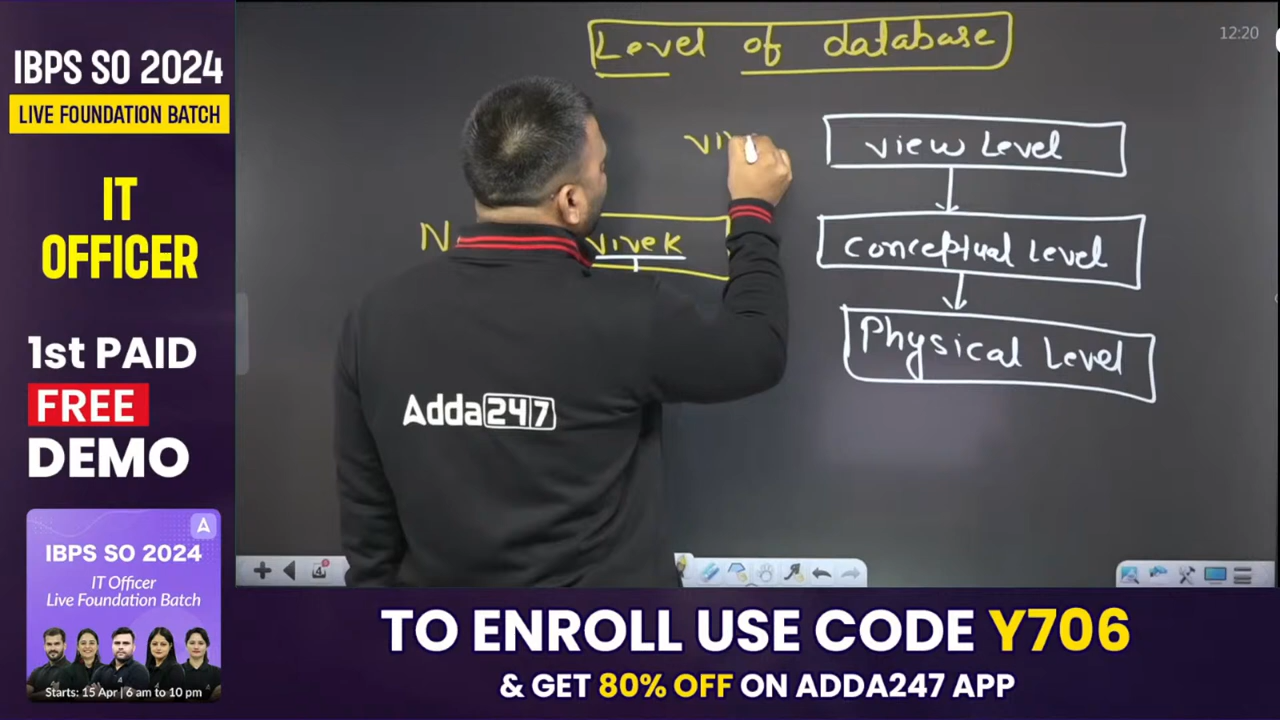 IBPS SO 2024
LIVE FOUNDATION BATCH
IT
OFFICER
1st PAID
FREE
DEMO
A
IBPS SO 2024
IT Officer
Live Foundation Batch
Starts: 15 Apr | 6 am to 10 pm
12:20
Level of database
View Level
Conceptual Level
Physical Level
N
Vivek
Adda247
4
TO ENROLL USE CODE Y706
& GET 80% OFF ON ADDA247 APP